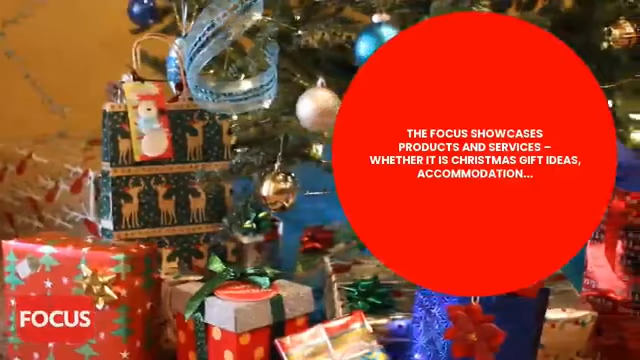 THE FOCUS SHOWCASES
PRODUCTS AND SERVICES –
WHETHER IT IS CHRISTMAS GIFT IDEAS,
ACCOMMODATION...
FOCUS